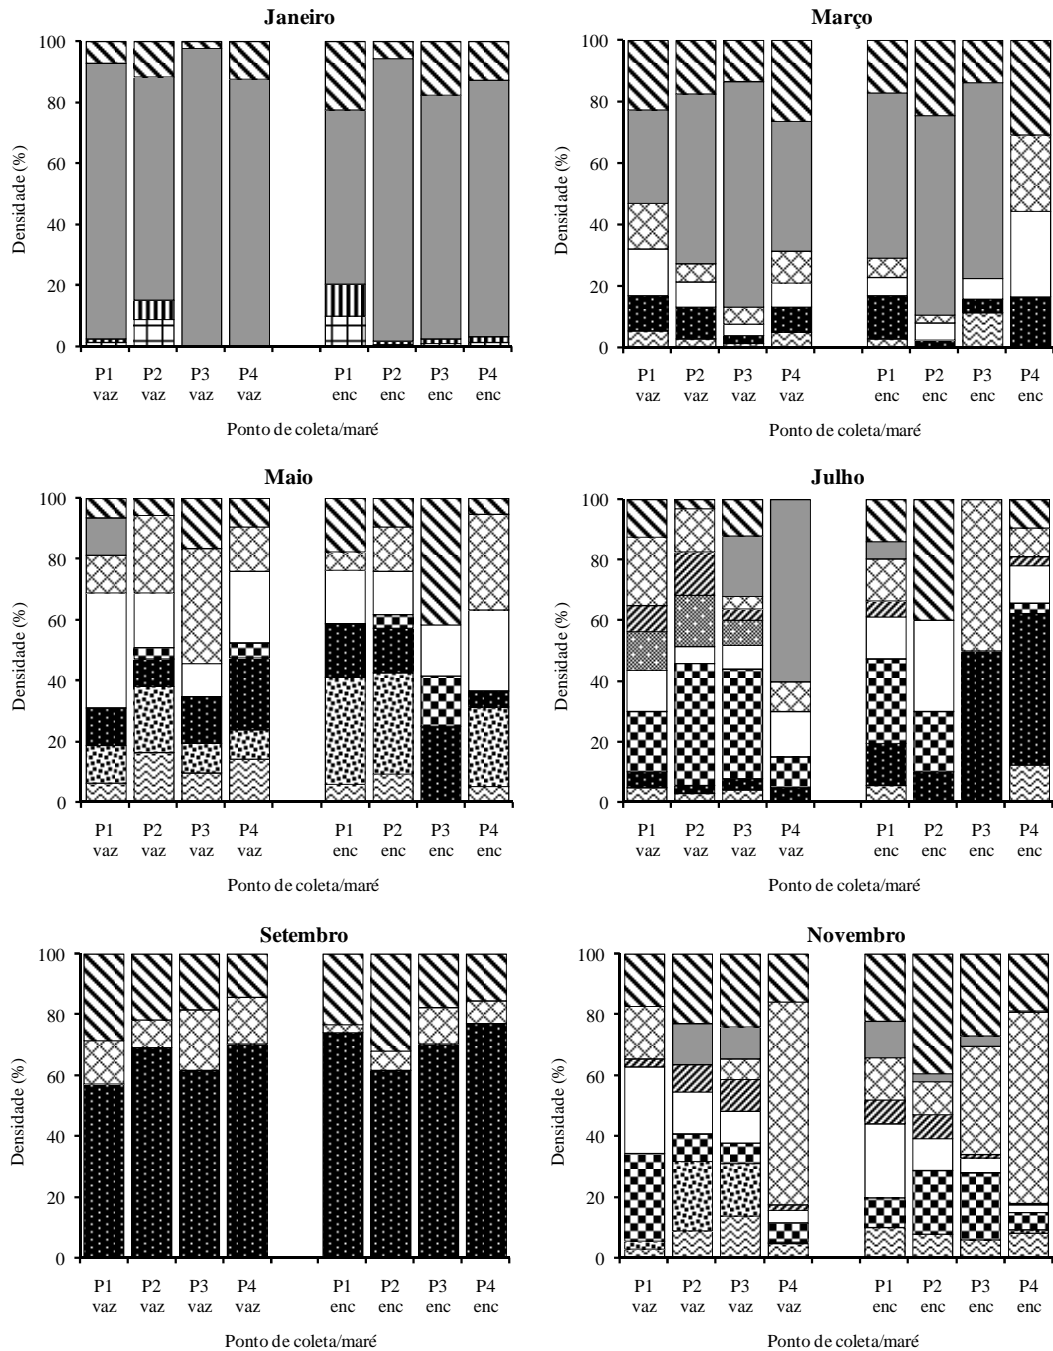 Janeiro
Densidade (%)
100
80
60
40
20
0
P1 P2 P3 P4 P1 P2 P3 P4
vaz vaz vaz vaz enc enc enc enc
Ponto de coleta/maré
Março
Densidade (%)
100
80
60
40
20
0
P1 P2 P3 P4 P1 P2 P3 P4
vaz vaz vaz vaz enc enc enc enc
Ponto de coleta/maré
Maio
Densidade (%)
100
80
60
40
20
0
P1 P2 P3 P4 P1 P2 P3 P4
vaz vaz vaz vaz enc enc enc enc
Ponto de coleta/maré
Julho
Densidade (%)
100
80
60
40
20
0
P1 P2 P3 P4 P1 P2 P3 P4
vaz vaz vaz vaz enc enc enc enc
Ponto de coleta/maré
Setembro
Densidade (%)
100
80
60
40
20
0
P1 P2 P3 P4 P1 P2 P3 P4
vaz vaz vaz vaz enc enc enc enc
Ponto de coleta/maré
Novembro
Densidade (%)
100
80
60
40
20
0
P1 P2 P3 P4 P1 P2 P3 P4
vaz vaz vaz vaz enc enc enc enc
Ponto de coleta/maré